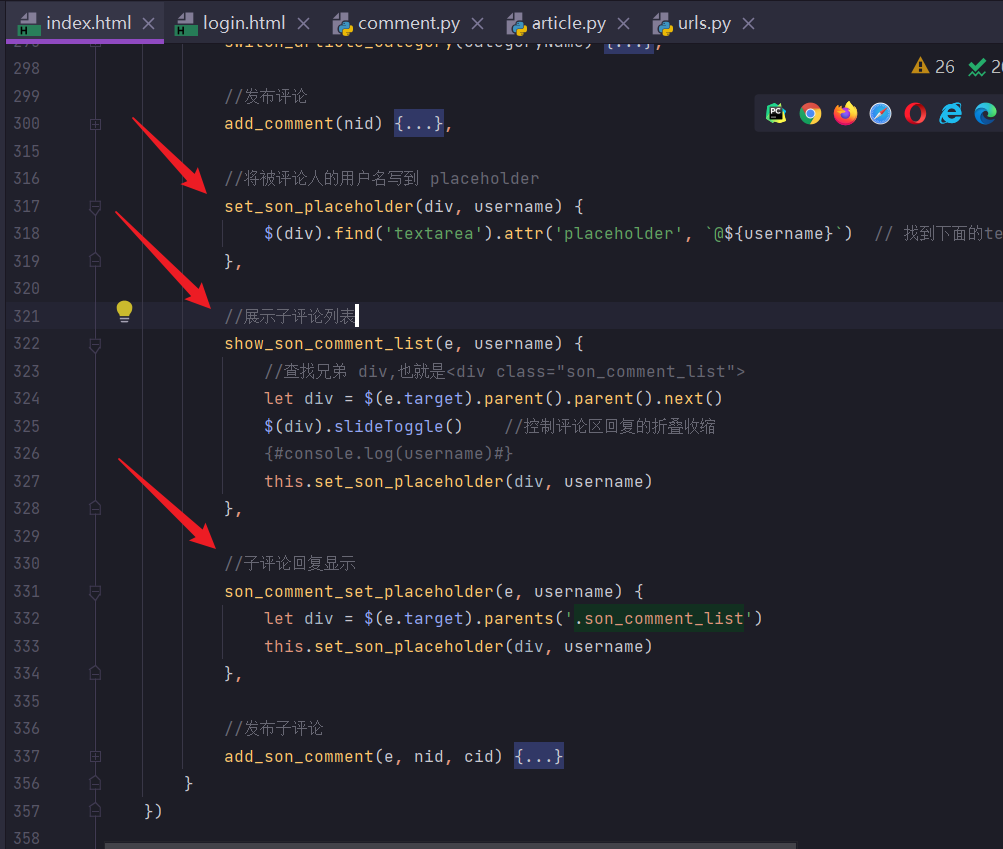 index.html
login.html
comment.py
article.py
urls.py
298
26
299 //发布评论
300 add_comment(nid) {...},
315
316 //将被评论人的用户名写到 placeholder
317 set_son_placeholder(div, username) {
318 $(div).find('textarea').attr('placeholder', `@${username}`) // 找到下面的te
319 },
320
321 //展示子评论列表
322 show_son_comment_list(e, username) {
323 //查找兄弟 div,也就是<div class="son_comment_list">
324 let div = $(e.target).parent().parent().next()
325 $(div).slideToggle() //控制评论区回复的折叠收缩
326 {#console.log(username)#}
327 this.set_son_placeholder(div, username)
328 },
329
330 //子评论回复显示
331 son_comment_set_placeholder(e, username) {
332 let div = $(e.target).parents('.son_comment_list')
333 this.set_son_placeholder(div, username)
334 },
335
336 //发布子评论
337 add_son_comment(e, nid, cid) {...}
356 }
357 })
358